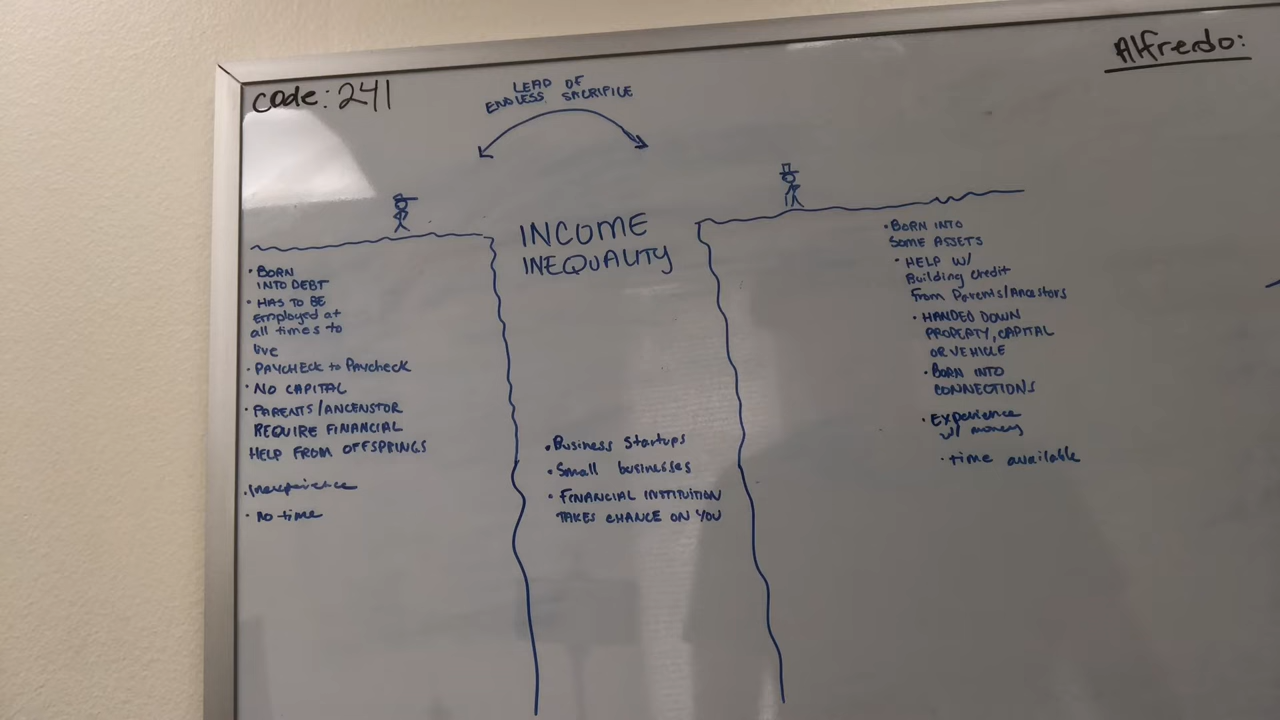 Alfredo:
Code: 241
LEAD OF
ENDLESS SACRIFICE
INCOME
INEQUALITY
• BORN
INTO DEBT
• HAS TO BE
Employed at
all times to
live
• PAYCHEck to Paycheck
• NO CAPITAL
• PARENTS/ANCENSTOR
REQUIRE FINANCIAL
HELP FROM OFFSPRINGS
• Inexperience
• No time
• Business Startups
• Small businesses
• FINANCIAL INSTITUITION
TAKES CHANCE ON YOU
• BORN INTO
SOME ASSETS
• HELP W/
Building Credit
From Parents/Ancestors
• HANDED DOWN
PROPERTY, CAPITAL
OR VEHICLE
• BORN INTO
CONNECTIONS
• Experience
w/ money
• time available